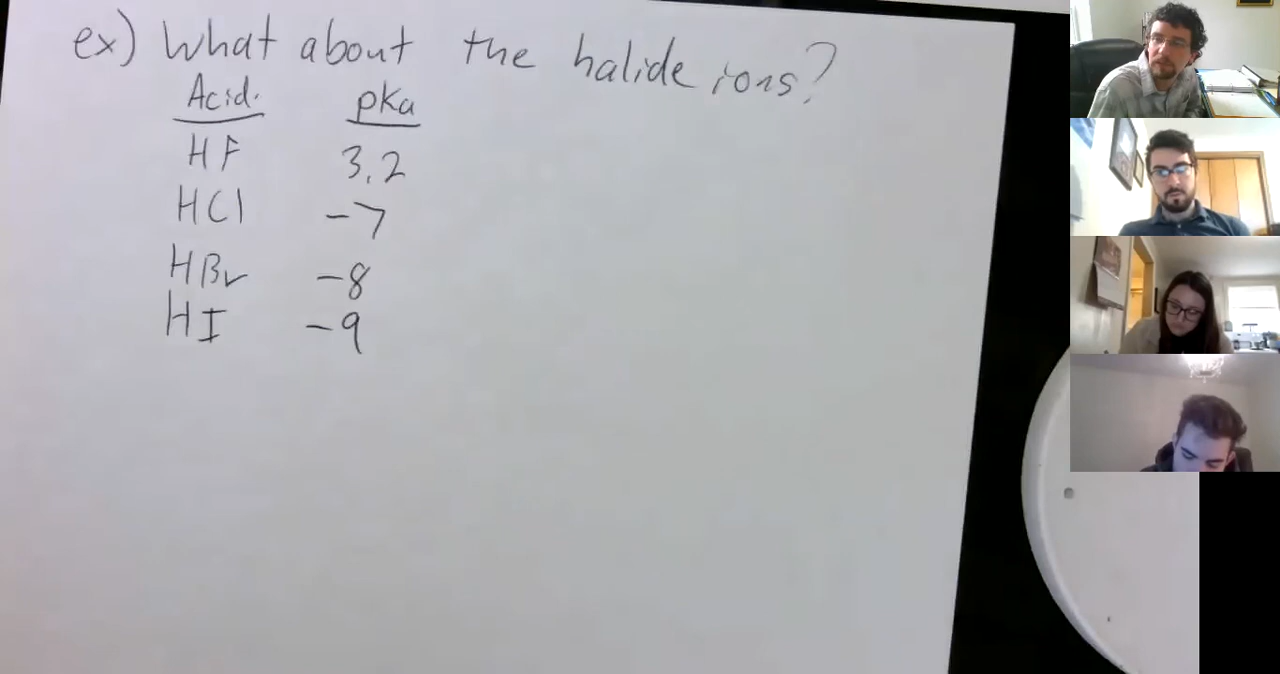 ex) What about the halide ions?
Acid. pKa
HF 3.2
HCl -7
HBr -8
HI -9